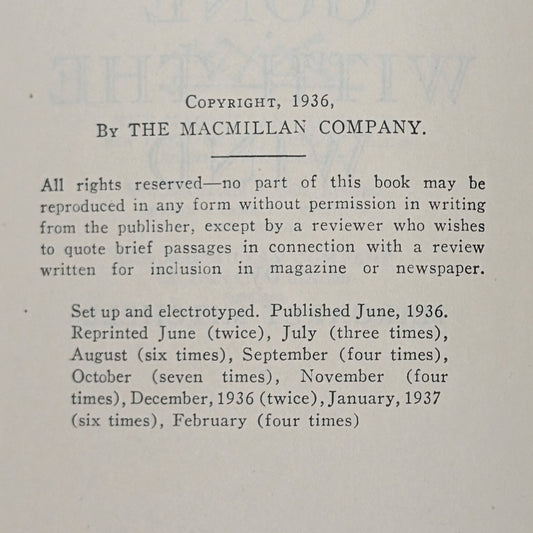 COPYRIGHT, 1936,
BY THE MACMILLAN COMPANY.
All rights reserved—no part of this book may be
reproduced in any form without permission in writing
from the publisher, except by a reviewer who wishes
to quote brief passages in connection with a review
written for inclusion in magazine or newspaper.
Set up and electrotyped. Published June, 1936.
Reprinted June (twice), July (three times),
August (six times), September (four times),
October (seven times), November (four
times), December, 1936 (twice), January, 1937
(six times), February (four times)